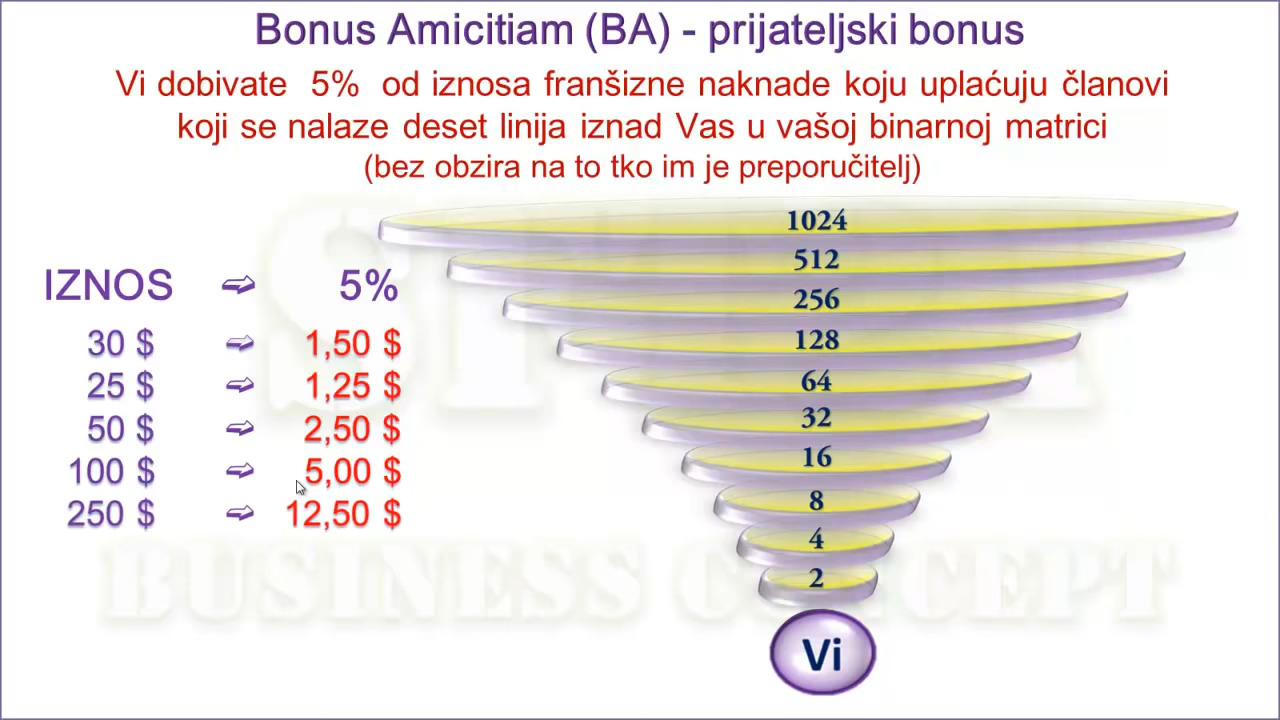 Bonus Amicitiam (BA) - prijateljski bonus
Vi dobivate 5% od iznosa franšizne naknade koju uplaćuju članovi
koji se nalaze deset linija iznad Vas u vašoj binarnoj matrici
(bez obzira na to tko im je preporučitelj)
IZNOS ➪ 5%
30 $ ➪ 1,50 $
25 $ ➪ 1,25 $
50 $ ➪ 2,50 $
100 $ ➪ 5,00 $
250 $ ➪ 12,50 $
1024
512
256
128
64
32
16
8
4
2
Vi
BUSINESS CONCEPT